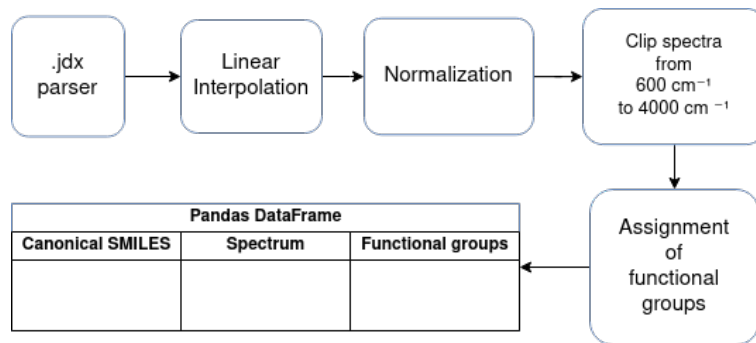 .jdx
parser
Linear
Interpolation
Normalization
Clip spectra
from
600 cm⁻¹
to 4000 cm ⁻¹
Assignment
of
functional
groups
Pandas DataFrame
Canonical SMILES Spectrum Functional groups